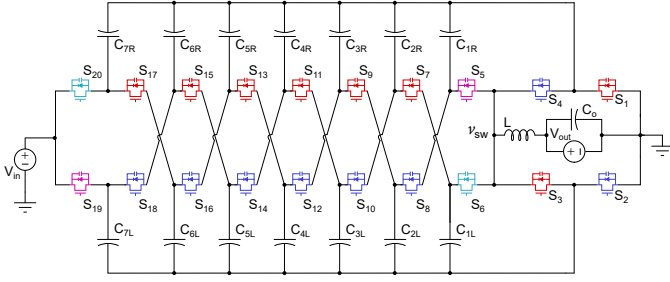 C7R C6R C5R C4R C3R C2R C1R
S20 S17 S15 S13 S11 S9 S7 S5
S4 S1
Co
νsw L Vout
+ −
Vin
+ −
S19 S18 S16 S14 S12 S10 S8 S6 S3 S2
C7L C6L C5L C4L C3L C2L C1L